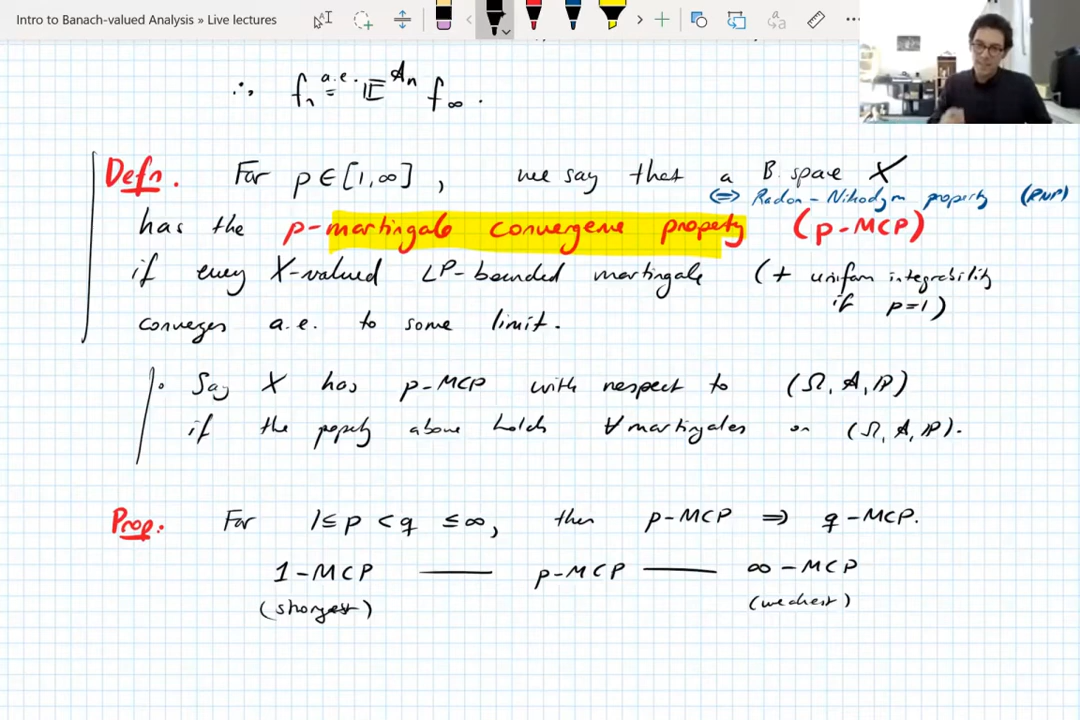 Intro to Banach-valued Analysis » Live lectures
∴ fₙ =^{a.e.} 𝔼^{𝒜ₙ} f_∞ .
Defn. For p ∈ [1,∞] , we say that a B. space X
⟺ Radon-Nikodym property (RNP)
has the p-martingale convergence property (p-MCP)
if every X-valued L^p-bounded martingale (+ uniform integrability
if p=1)
converges a.e. to some limit.
• Say X has p-MCP with respect to (Ω, 𝒜, ℙ)
if the property above holds ∀ martingales on (Ω, 𝒜, ℙ).
Prop. For 1 ≤ p < q ≤ ∞, then p-MCP ⟹ q-MCP.
1-MCP —— p-MCP —— ∞-MCP
(strongest) (weakest)